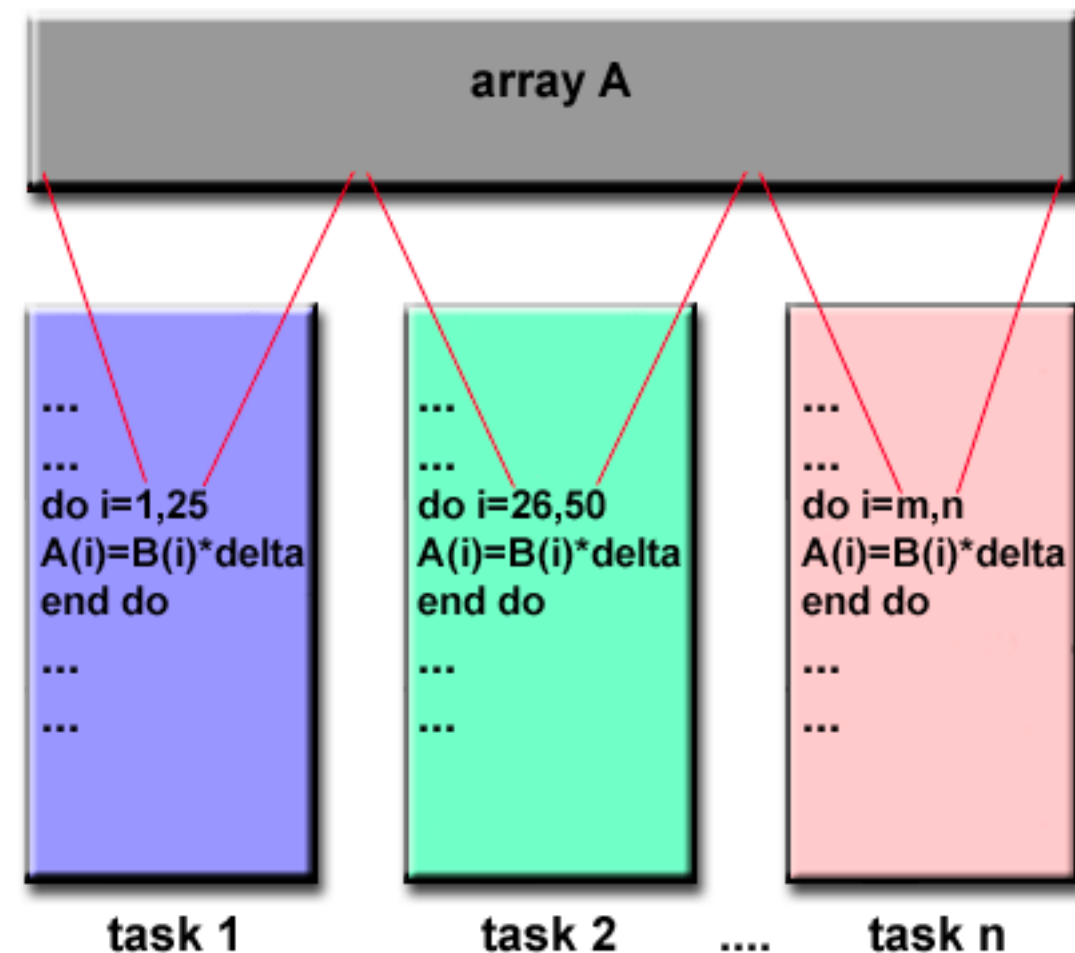 array A
...
...
do i=1,25
A(i)=B(i)*delta
end do
...
...
...
...
do i=26,50
A(i)=B(i)*delta
end do
...
...
...
...
do i=m,n
A(i)=B(i)*delta
end do
...
...
task 1
task 2
....
task n